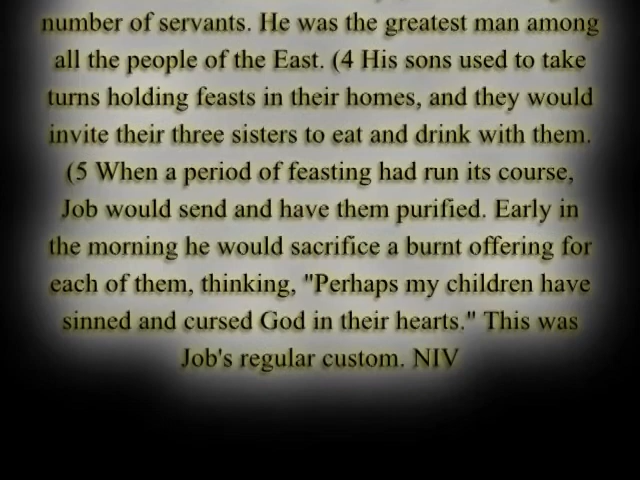 number of servants. He was the greatest man among
all the people of the East. (4 His sons used to take
turns holding feasts in their homes, and they would
invite their three sisters to eat and drink with them.
(5 When a period of feasting had run its course,
Job would send and have them purified. Early in
the morning he would sacrifice a burnt offering for
each of them, thinking, "Perhaps my children have
sinned and cursed God in their hearts." This was
Job's regular custom. NIV